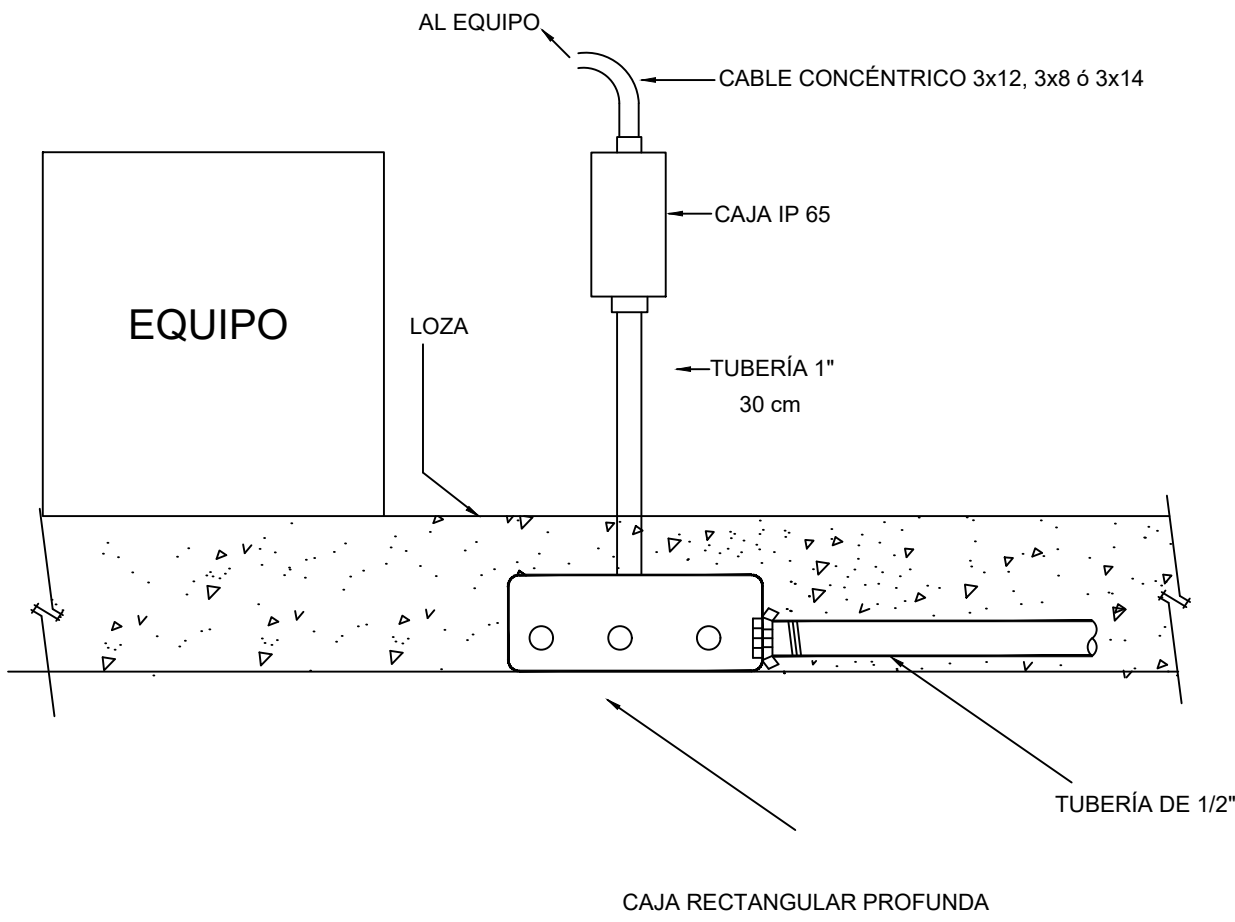 AL EQUIPO
CABLE CONCÉNTRICO 3x12, 3x8 ó 3x14
CAJA IP 65
EQUIPO
LOZA
TUBERÍA 1"
30 cm
TUBERÍA DE 1/2"
CAJA RECTANGULAR PROFUNDA